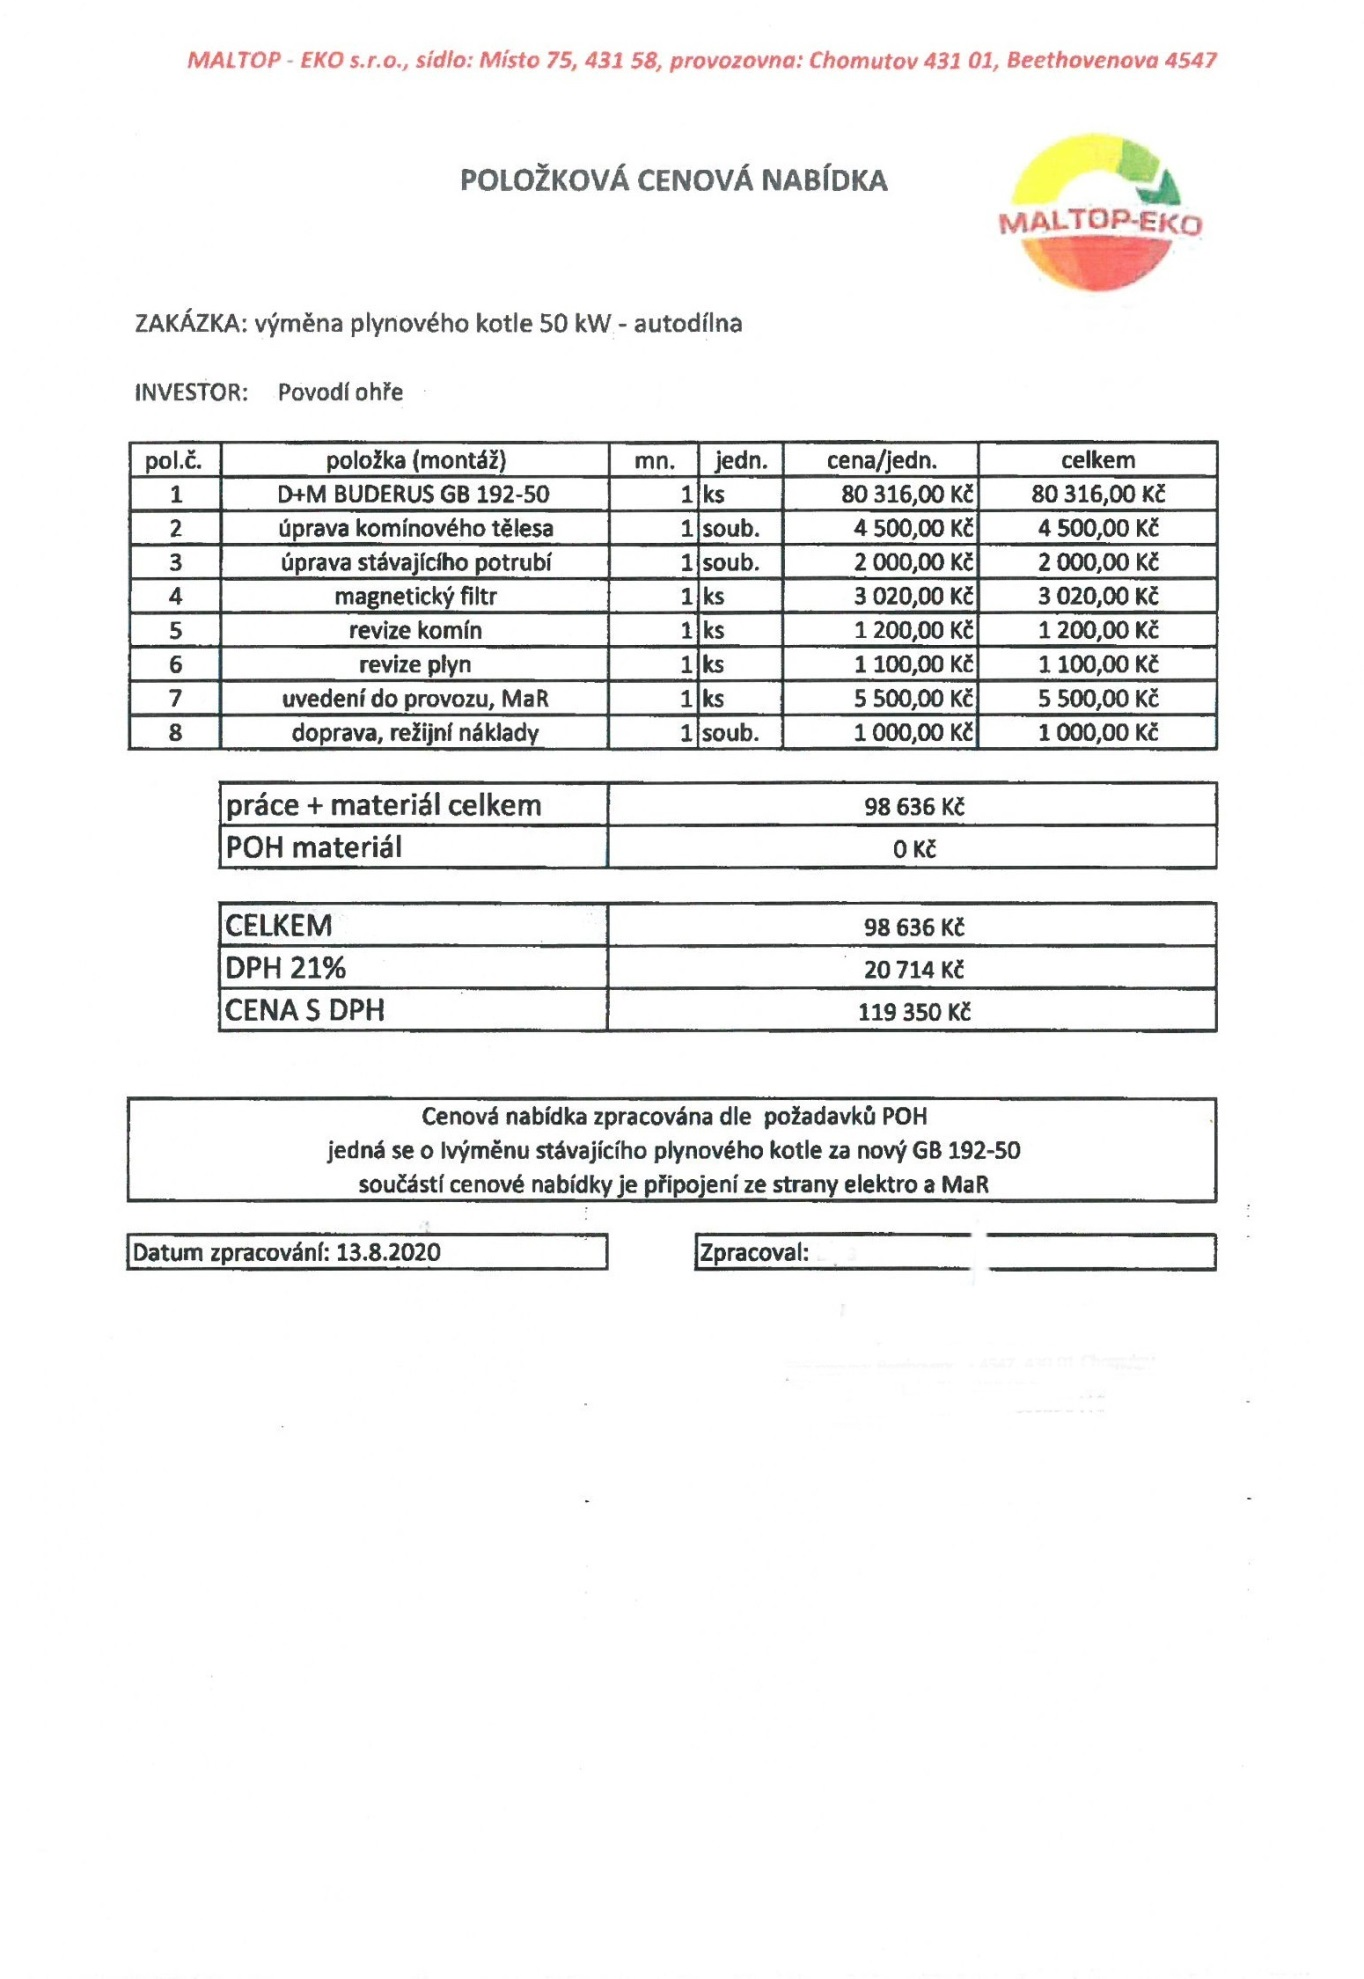 MALTOP - EKO s.r.o., sídlo: Místo 75, 431 58, provozovna: Chomutov 431 01, Beethovenova 4547
POLOŽKOVÁ CENOVÁ NABÍDKA
MALTOP-EKO
ZAKÁZKA: výměna plynového kotle 50 kW - autodílna
INVESTOR: Povodí ohře
pol.č. položka (montáž) mn. jedn. cena/jedn. celkem
1 D+M BUDERUS GB 192-50 1 ks 80 316,00 Kč 80 316,00 Kč
2 úprava komínového tělesa 1 soub. 4 500,00 Kč 4 500,00 Kč
3 úprava stávajícího potrubí 1 soub. 2 000,00 Kč 2 000,00 Kč
4 magnetický filtr 1 ks 3 020,00 Kč 3 020,00 Kč
5 revize komín 1 ks 1 200,00 Kč 1 200,00 Kč
6 revize plyn 1 ks 1 100,00 Kč 1 100,00 Kč
7 uvedení do provozu, MaR 1 ks 5 500,00 Kč 5 500,00 Kč
8 doprava, režijní náklady 1 soub. 1 000,00 Kč 1 000,00 Kč
práce + materiál celkem 98 636 Kč
POH materiál 0 Kč
CELKEM 98 636 Kč
DPH 21% 20 714 Kč
CENA S DPH 119 350 Kč
Cenová nabídka zpracována dle požadavků POH
jedná se o lvýměnu stávajícího plynového kotle za nový GB 192-50
součástí cenové nabídky je připojení ze strany elektro a MaR
Datum zpracování: 13.8.2020 Zpracoval: